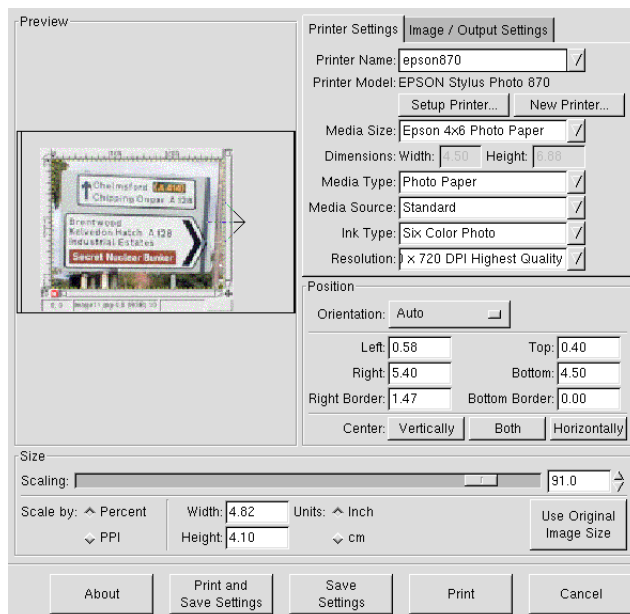 Preview
Chelmsford A 414
Chipping Ongar A 128
Brentwood
Kelvedon Hatch A 128
Industrial Estates
Secret Nuclear Bunker
Printer Settings Image / Output Settings
Printer Name: epson870
Printer Model: EPSON Stylus Photo 870
Setup Printer... New Printer...
Media Size: Epson 4x6 Photo Paper
Dimensions: Width: 4.50 Height: 6.88
Media Type: Photo Paper
Media Source: Standard
Ink Type: Six Color Photo
Resolution: × 720 DPI Highest Quality
Position
Orientation: Auto
Left: 0.58 Top: 0.40
Right: 5.40 Bottom: 4.50
Right Border: 1.47 Bottom Border: 0.00
Center: Vertically Both Horizontally
Size
Scaling: 91.0
Scale by: Percent Width: 4.82 Units: Inch
PPI Height: 4.10 cm
Use Original
Image Size
About
Print and
Save Settings
Save
Settings
Print
Cancel